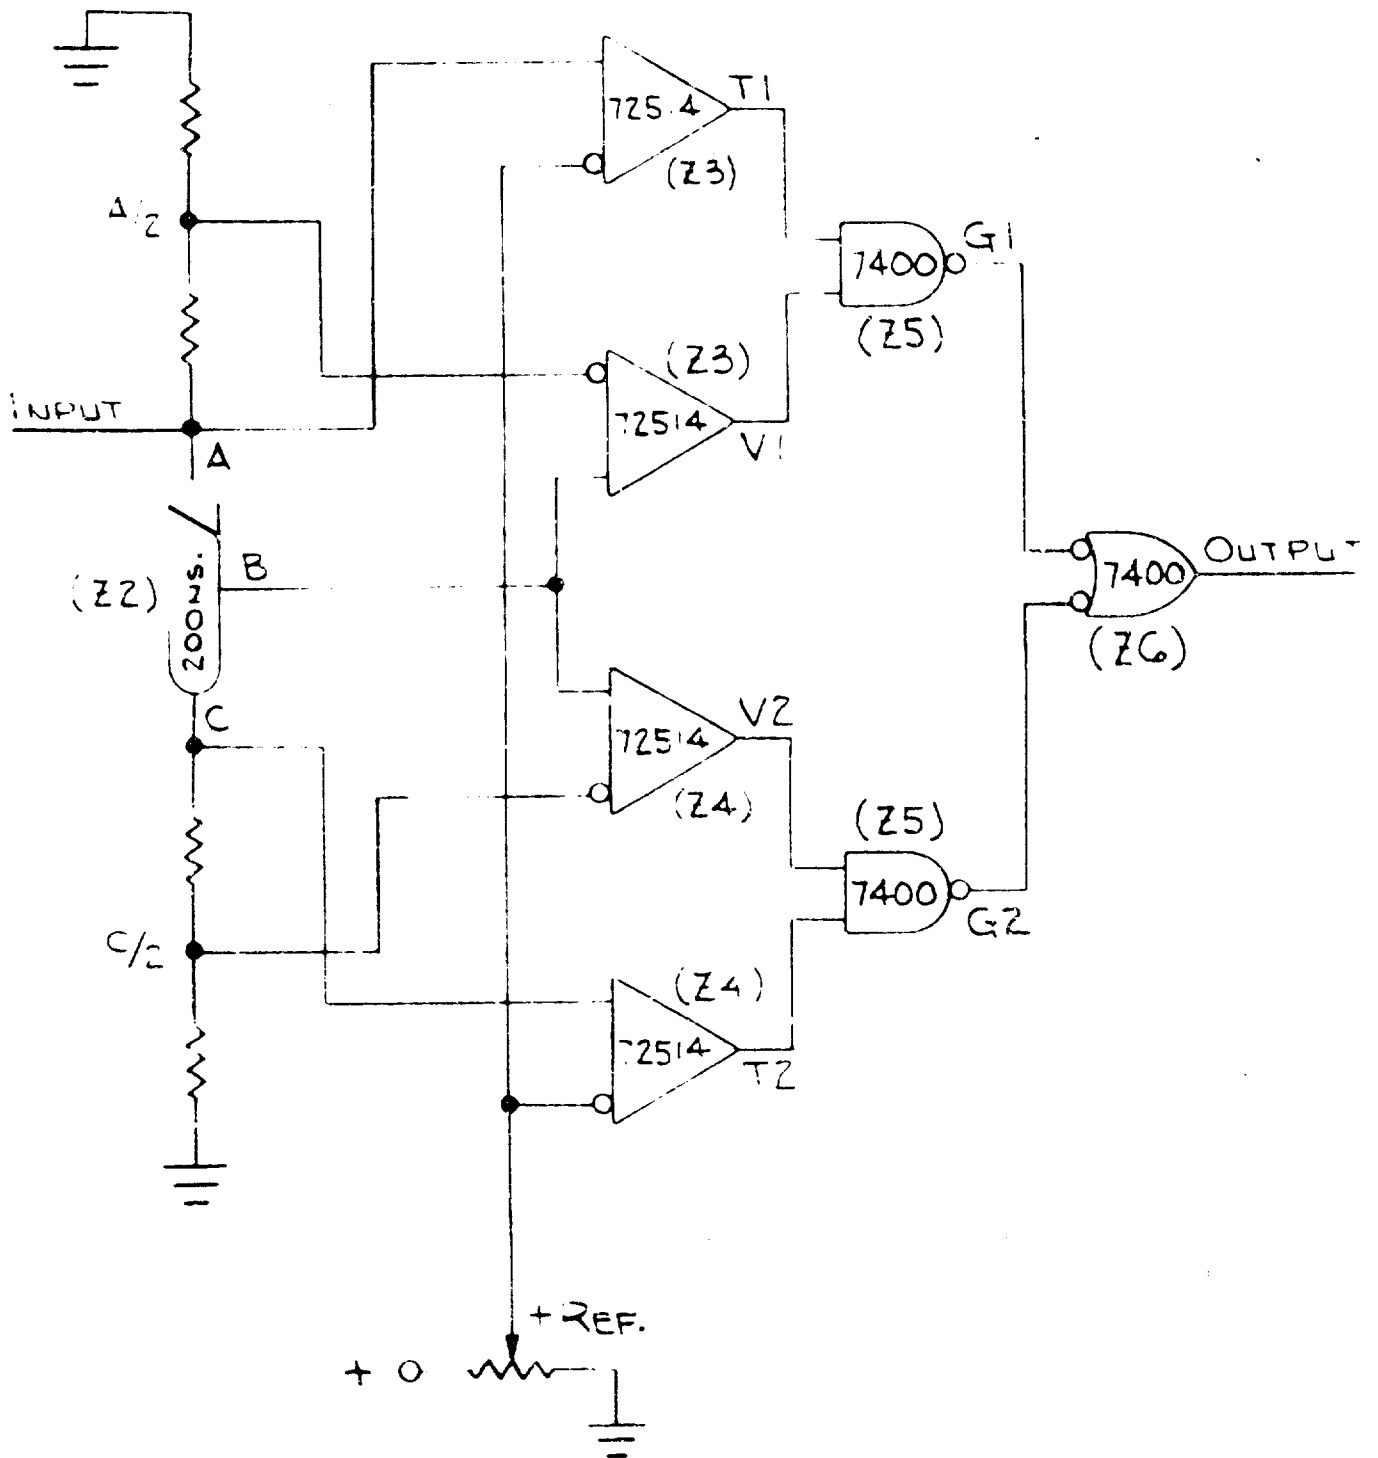 T1
725 4
(Z3)
A/2
G1
7400
(Z5)
(Z3)
INPUT
72514
V1
A
OUTPUT
7400
B
(Z2)
200NS.
(Z6)
C
V2
72514
(Z4)
(Z5)
7400
G2
C/2
(Z4)
72514
T2
+ REF.
+ O